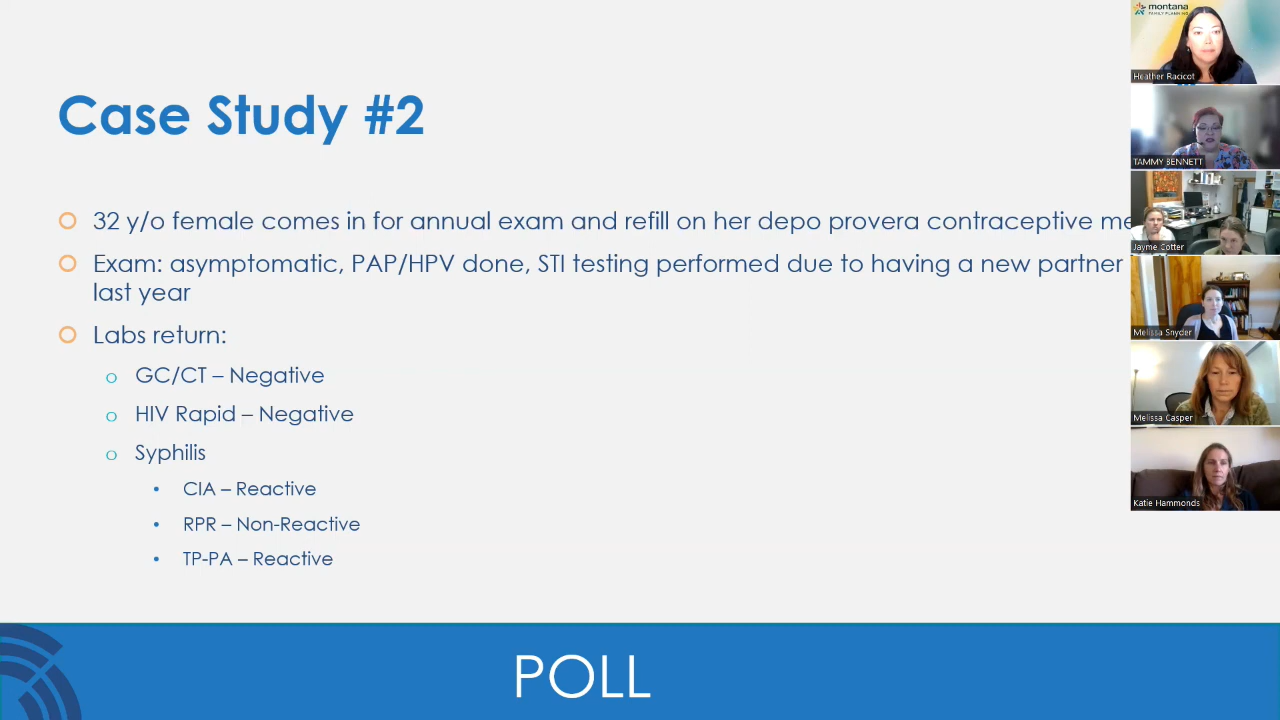 Case Study #2
32 y/o female comes in for annual exam and refill on her depo provera contraceptive me
Exam: asymptomatic, PAP/HPV done, STI testing performed due to having a new partner
last year
Labs return:
GC/CT – Negative
HIV Rapid – Negative
Syphilis
CIA – Reactive
RPR – Non-Reactive
TP-PA – Reactive
POLL
montana
FAMILY PLANNING
Heather Racicot
TAMMY BENNETT
Jayme Cotter
Melissa Snyder
Melissa Casper
Katie Hammonds